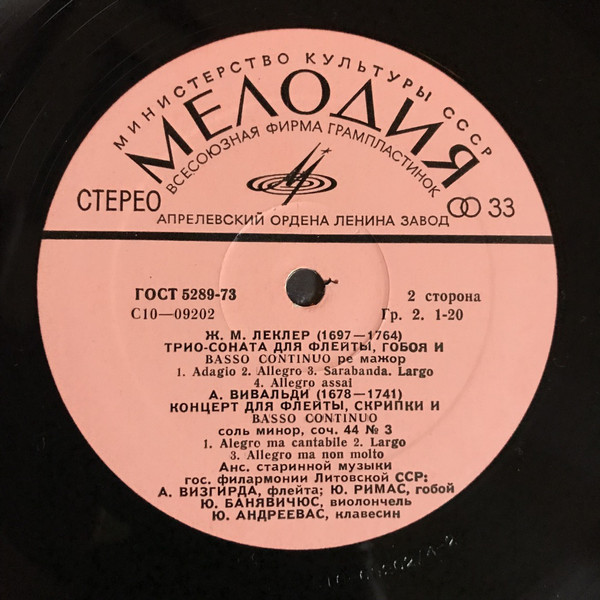 МИНИСТЕРСТВО КУЛЬТУРЫ СССР
МЕЛОДИЯ
ВСЕСОЮЗНАЯ ФИРМА ГРАМПЛАСТИНОК
СТЕРЕО
33
АПРЕЛЕВСКИЙ ОРДЕНА ЛЕНИНА ЗАВОД
ГОСТ 5289-73 2 сторона
С10—09202 Гр. 2. 1-20
Ж. М. ЛЕКЛЕР (1697—1764)
ТРИО-СОНАТА ДЛЯ ФЛЕЙТЫ, ГОБОЯ И
BASSO CONTINUO ре мажор
1. Adagio 2. Allegro 3. Sarabanda. Largo
4. Allegro assai
А. ВИВАЛЬДИ (1678—1741)
КОНЦЕРТ ДЛЯ ФЛЕЙТЫ, СКРИПКИ И
BASSO CONTINUO
соль минор, соч. 44 № 3
1. Alegro ma cantabile 2. Largo
3. Allegro ma non molto
Анс. старинной музыки
гос. филармонии Литовской ССР:
А. ВИЗГИРДА, флейта; Ю. РИМАС, гобой
Ю. БАНЯВИЧЮС, виолончель
Ю. АНДРЕЕВАС, клавесин